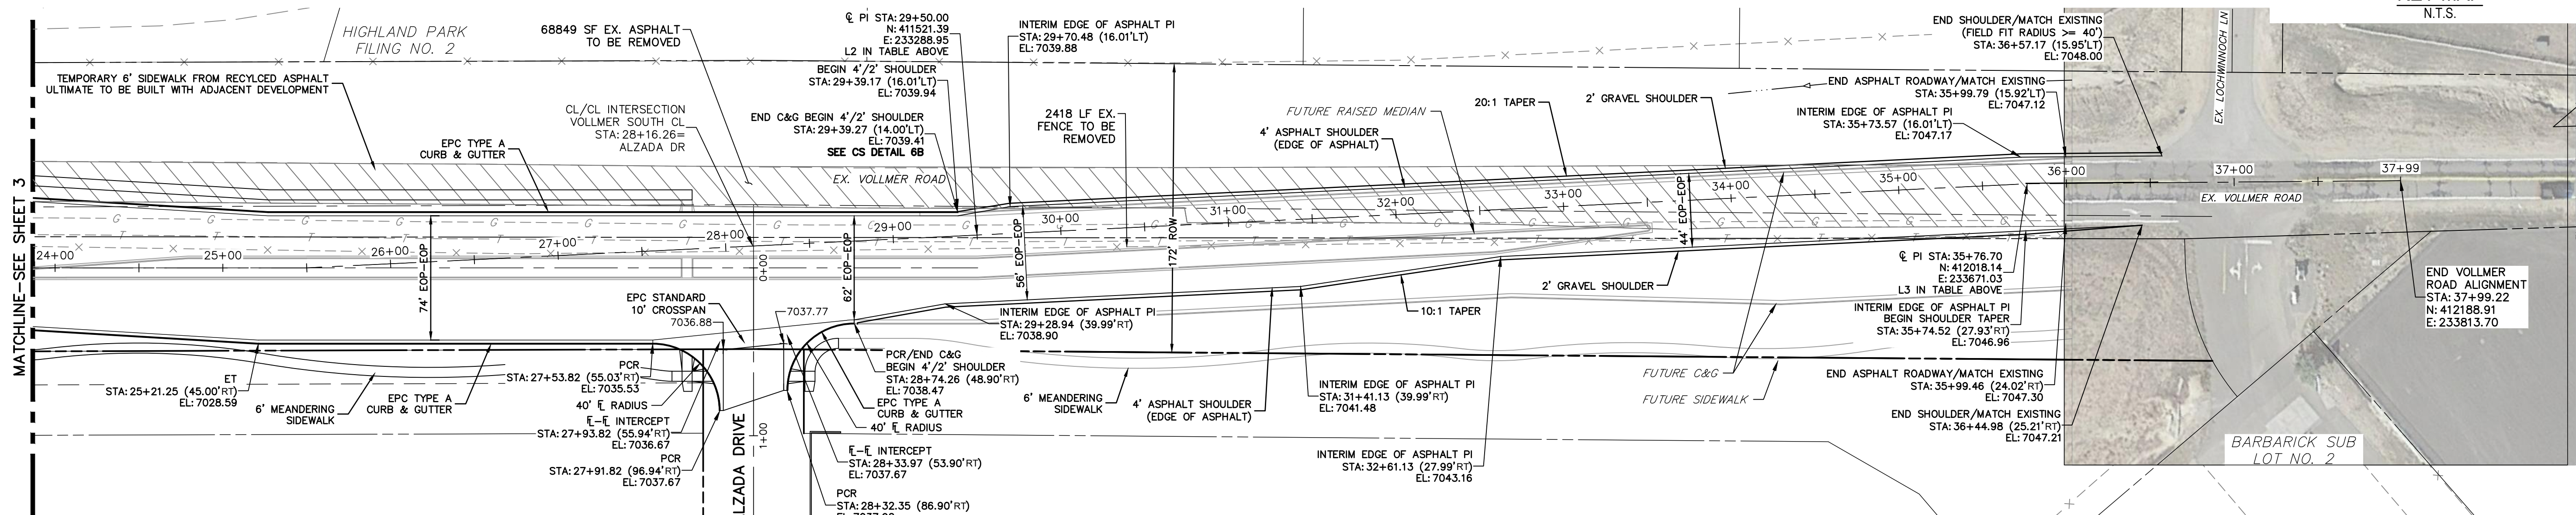 N.T.S.
HIGHLAND PARK
FILING NO. 2
68849 SF EX. ASPHALT
TO BE REMOVED
℄ PI STA: 29+50.00
N: 411521.39
E: 233288.95
L2 IN TABLE ABOVE
BEGIN 4'/2' SHOULDER
STA: 29+39.17 (16.01'LT)
EL: 7039.94
END C&G BEGIN 4'/2' SHOULDER
STA: 29+39.27 (14.00'LT)
EL: 7039.41
SEE CS DETAIL 6B
INTERIM EDGE OF ASPHALT PI
STA: 29+70.48 (16.01'LT)
EL: 7039.88
TEMPORARY 6' SIDEWALK FROM RECYLCED ASPHALT
ULTIMATE TO BE BUILT WITH ADJACENT DEVELOPMENT
EPC TYPE A
CURB & GUTTER
CL/CL INTERSECTION
VOLLMER SOUTH CL
STA: 28+16.26=
ALZADA DR
2418 LF EX.
FENCE TO BE
REMOVED
FUTURE RAISED MEDIAN
4' ASPHALT SHOULDER
(EDGE OF ASPHALT)
20:1 TAPER
2' GRAVEL SHOULDER
END SHOULDER/MATCH EXISTING
(FIELD FIT RADIUS >= 40')
STA: 36+57.17 (15.95'LT)
EL: 7048.00
END ASPHALT ROADWAY/MATCH EXISTING
STA: 35+99.79 (15.92'LT)
EL: 7047.12
INTERIM EDGE OF ASPHALT PI
STA: 35+73.57 (16.01'LT)
EL: 7047.17
EX. LOCHWINNOCH LN
MATCHLINE-SEE SHEET 3
EX. VOLLMER ROAD
24+00
25+00
26+00
27+00
28+00
29+00
30+00
31+00
32+00
33+00
34+00
35+00
36+00
37+00
37+99
EX. VOLLMER ROAD
G G G G G G G G G G G G
T T T T T T T T T T T T
74' EOP-EOP
62' EOP-EOP
56' EOP-EOP
172' ROW
44' EOP-EOP
0+00
1+00
EPC STANDARD
10' CROSSPAN
7036.88
7037.77
ET
STA: 25+21.25 (45.00'RT)
EL: 7028.59
6' MEANDERING
SIDEWALK
EPC TYPE A
CURB & GUTTER
PCR
STA: 27+53.82 (55.03'RT)
EL: 7035.53
40' FL RADIUS
FL-FL INTERCEPT
STA: 27+93.82 (55.94'RT)
EL: 7036.67
PCR
STA: 27+91.82 (96.94'RT)
EL: 7037.67
ALZADA DRIVE
INTERIM EDGE OF ASPHALT PI
STA: 29+28.94 (39.99'RT)
EL: 7038.90
PCR/END C&G
BEGIN 4'/2' SHOULDER
STA: 28+74.26 (48.90'RT)
EL: 7038.47
EPC TYPE A
CURB & GUTTER
40' FL RADIUS
FL-FL INTERCEPT
STA: 28+33.97 (53.90'RT)
EL: 7037.67
PCR
STA: 28+32.35 (86.90'RT)
6' MEANDERING
SIDEWALK
4' ASPHALT SHOULDER
(EDGE OF ASPHALT)
INTERIM EDGE OF ASPHALT PI
STA: 31+41.13 (39.99'RT)
EL: 7041.48
10:1 TAPER
2' GRAVEL SHOULDER
INTERIM EDGE OF ASPHALT PI
STA: 32+61.13 (27.99'RT)
EL: 7043.16
FUTURE C&G
FUTURE SIDEWALK
℄ PI STA: 35+76.70
N: 412018.14
E: 233671.03
L3 IN TABLE ABOVE
INTERIM EDGE OF ASPHALT PI
BEGIN SHOULDER TAPER
STA: 35+74.52 (27.93'RT)
EL: 7046.96
END ASPHALT ROADWAY/MATCH EXISTING
STA: 35+99.46 (24.02'RT)
EL: 7047.30
END SHOULDER/MATCH EXISTING
STA: 36+44.98 (25.21'RT)
EL: 7047.21
END VOLLMER
ROAD ALIGNMENT
STA: 37+99.22
N: 412188.91
E: 233813.70
BARBARICK SUB
LOT NO. 2